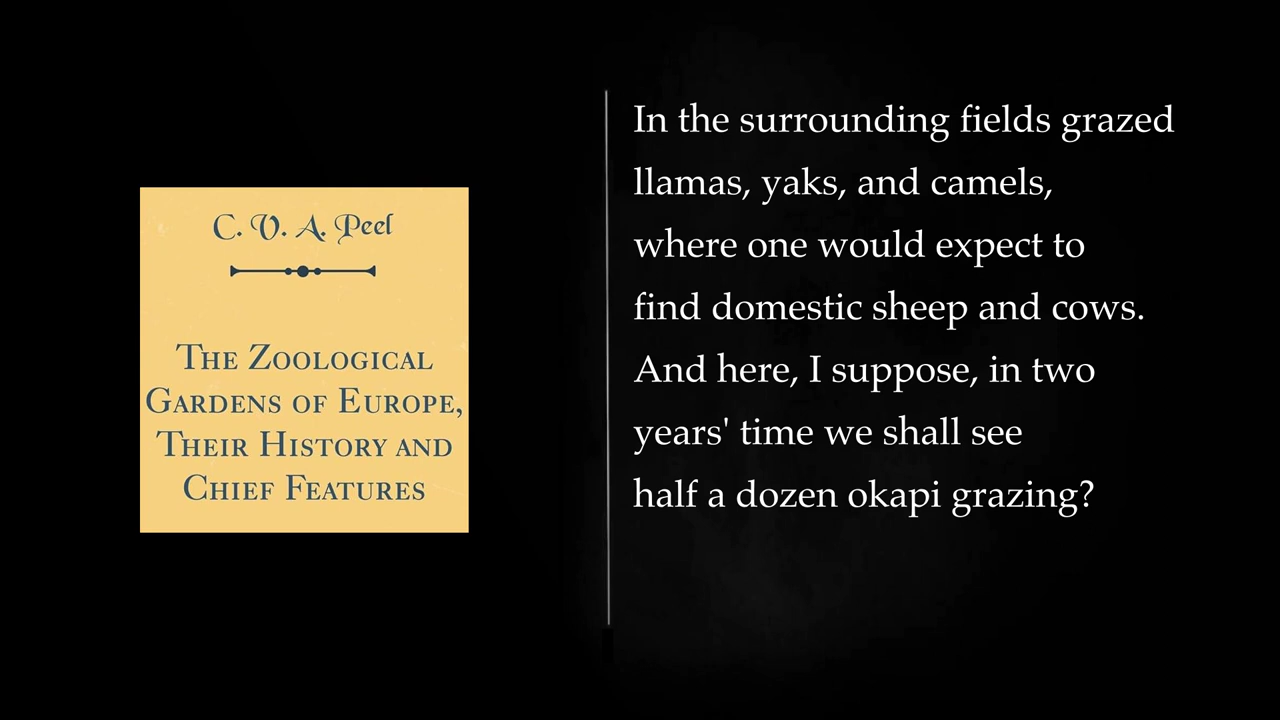 C. V. A. Peel
The Zoological
Gardens of Europe,
Their History and
Chief Features
In the surrounding fields grazed
llamas, yaks, and camels,
where one would expect to
find domestic sheep and cows.
And here, I suppose, in two
years' time we shall see
half a dozen okapi grazing?